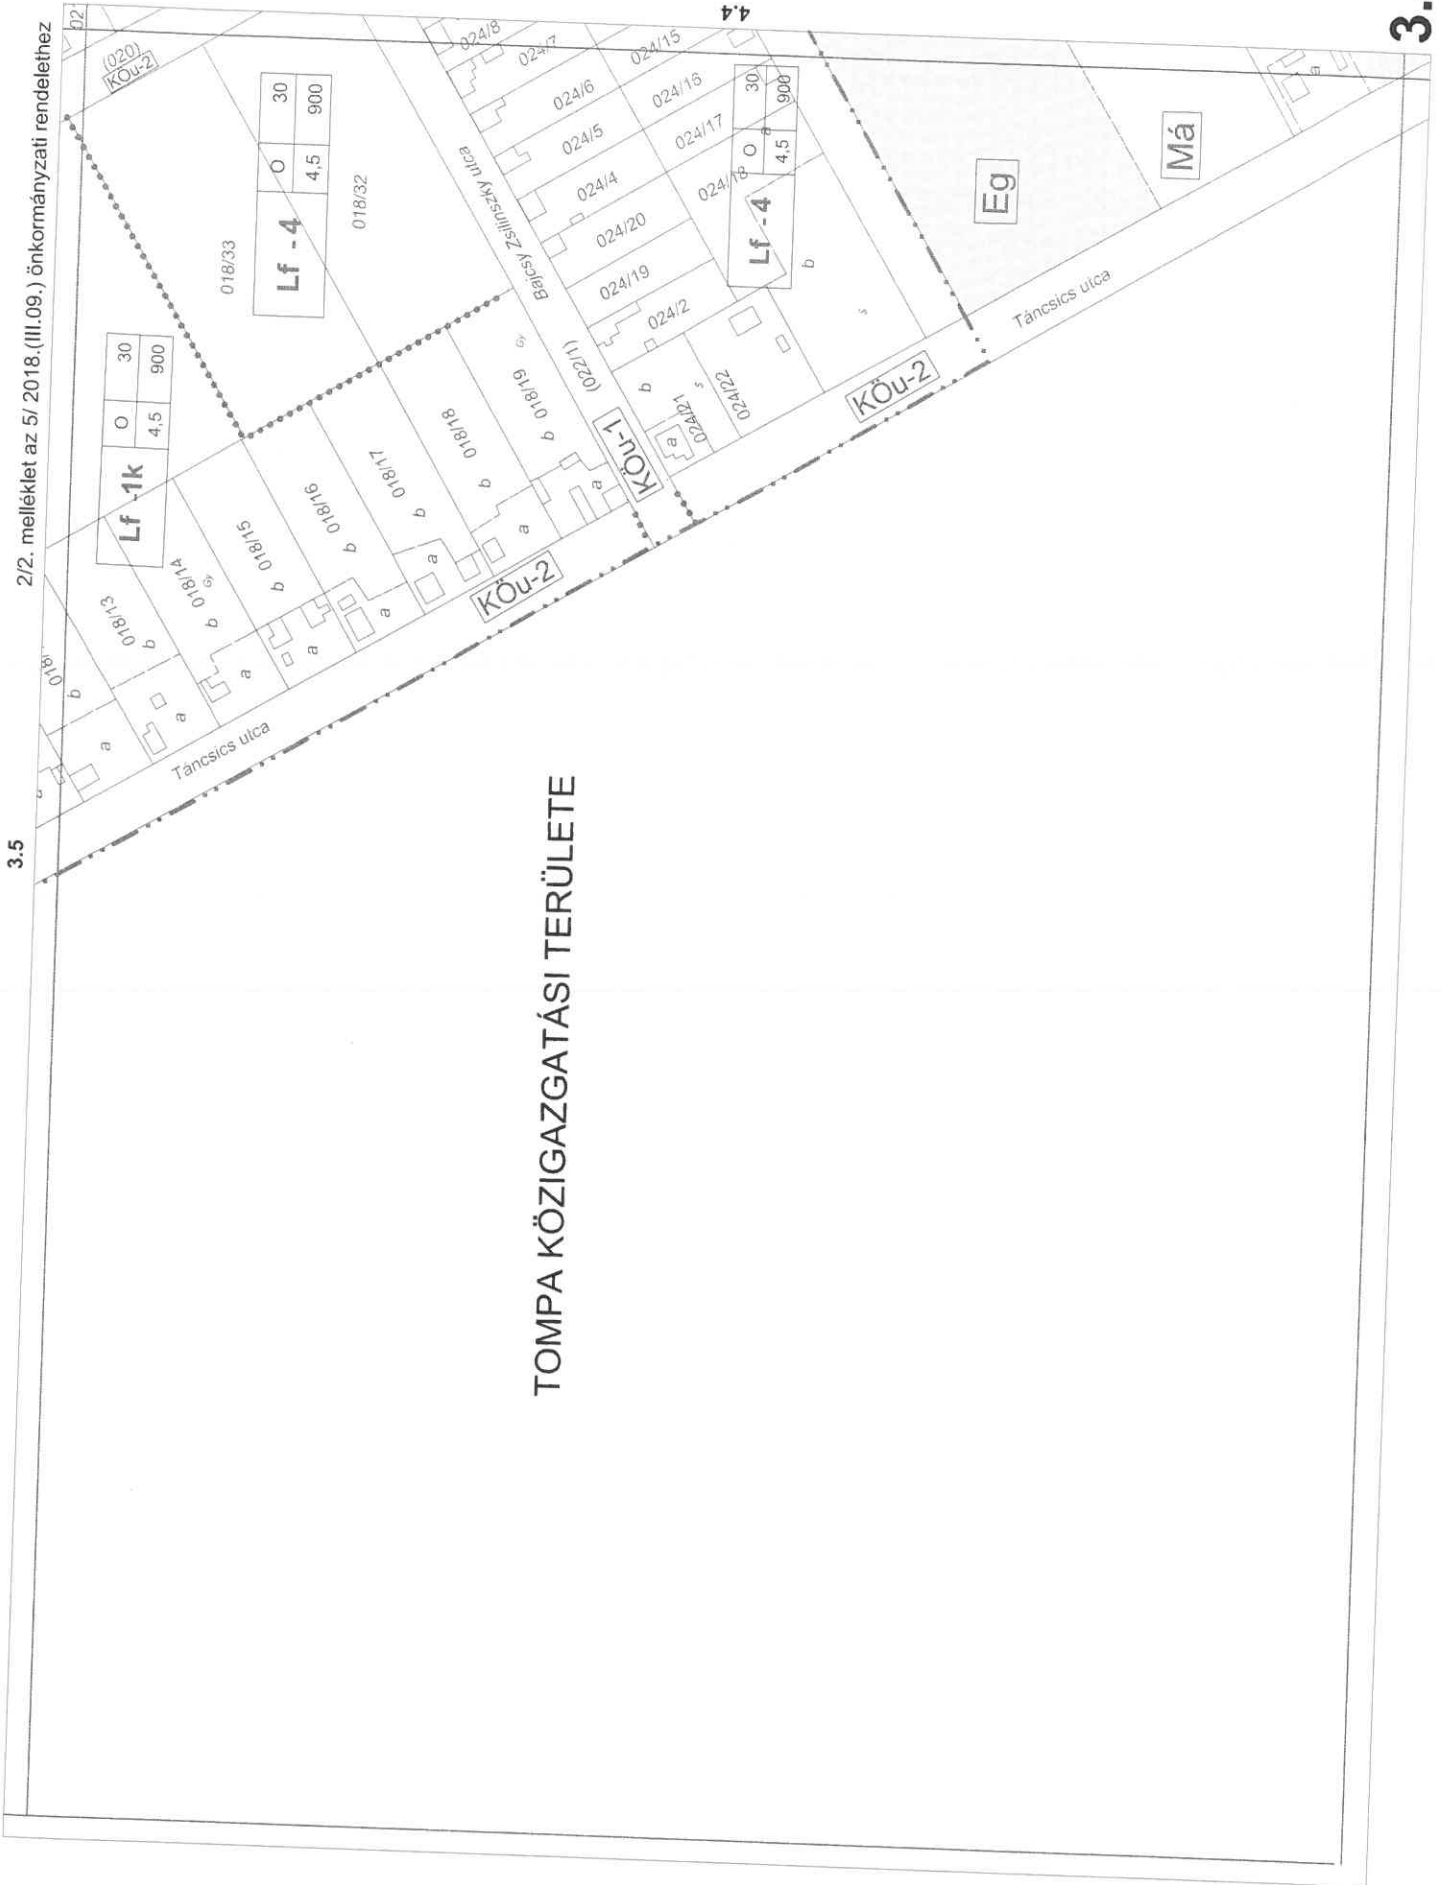 2/2. melléklet az 5/ 2018.(III.09.) önkormányzati rendelethez
3.5
4.4
3.
02
(020)
KÖu-2
Lf -1k
O 30
4,5 900
018/33
Lf - 4
O 30
4,5 900
018/32
018/13
b
a
b
a
018/14
b
Gy
a
018/15
b
a
018/16
b
a
018/17
b
a
018/18
b
a
018/19
b
Gy
a
Táncsics utca
KÖu-2
Bajcsy Zsilinszky utca
(022/1)
KÖu-1
024/8
024/7
024/6
024/5
024/4
024/20
024/19
024/2
024/15
024/16
024/17
024/18
Lf - 4
O 30
4,5 900
a
b
s
b
a
024/21
s
024/22
KÖu-2
Táncsics utca
Eg
Má
a
TOMPA KÖZIGAZGATÁSI TERÜLETE